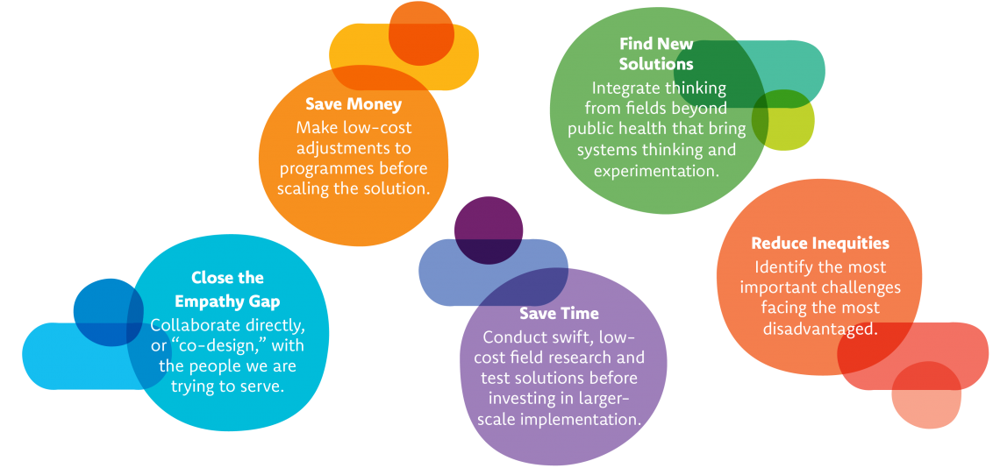 Close the
Empathy Gap
Collaborate directly,
or “co-design,” with
the people we are
trying to serve.
Save Money
Make low-cost
adjustments to
programmes before
scaling the solution.
Save Time
Conduct swift, low-
cost field research and
test solutions before
investing in larger-
scale implementation.
Find New
Solutions
Integrate thinking
from fields beyond
public health that bring
systems thinking and
experimentation.
Reduce Inequities
Identify the most
important challenges
facing the most
disadvantaged.